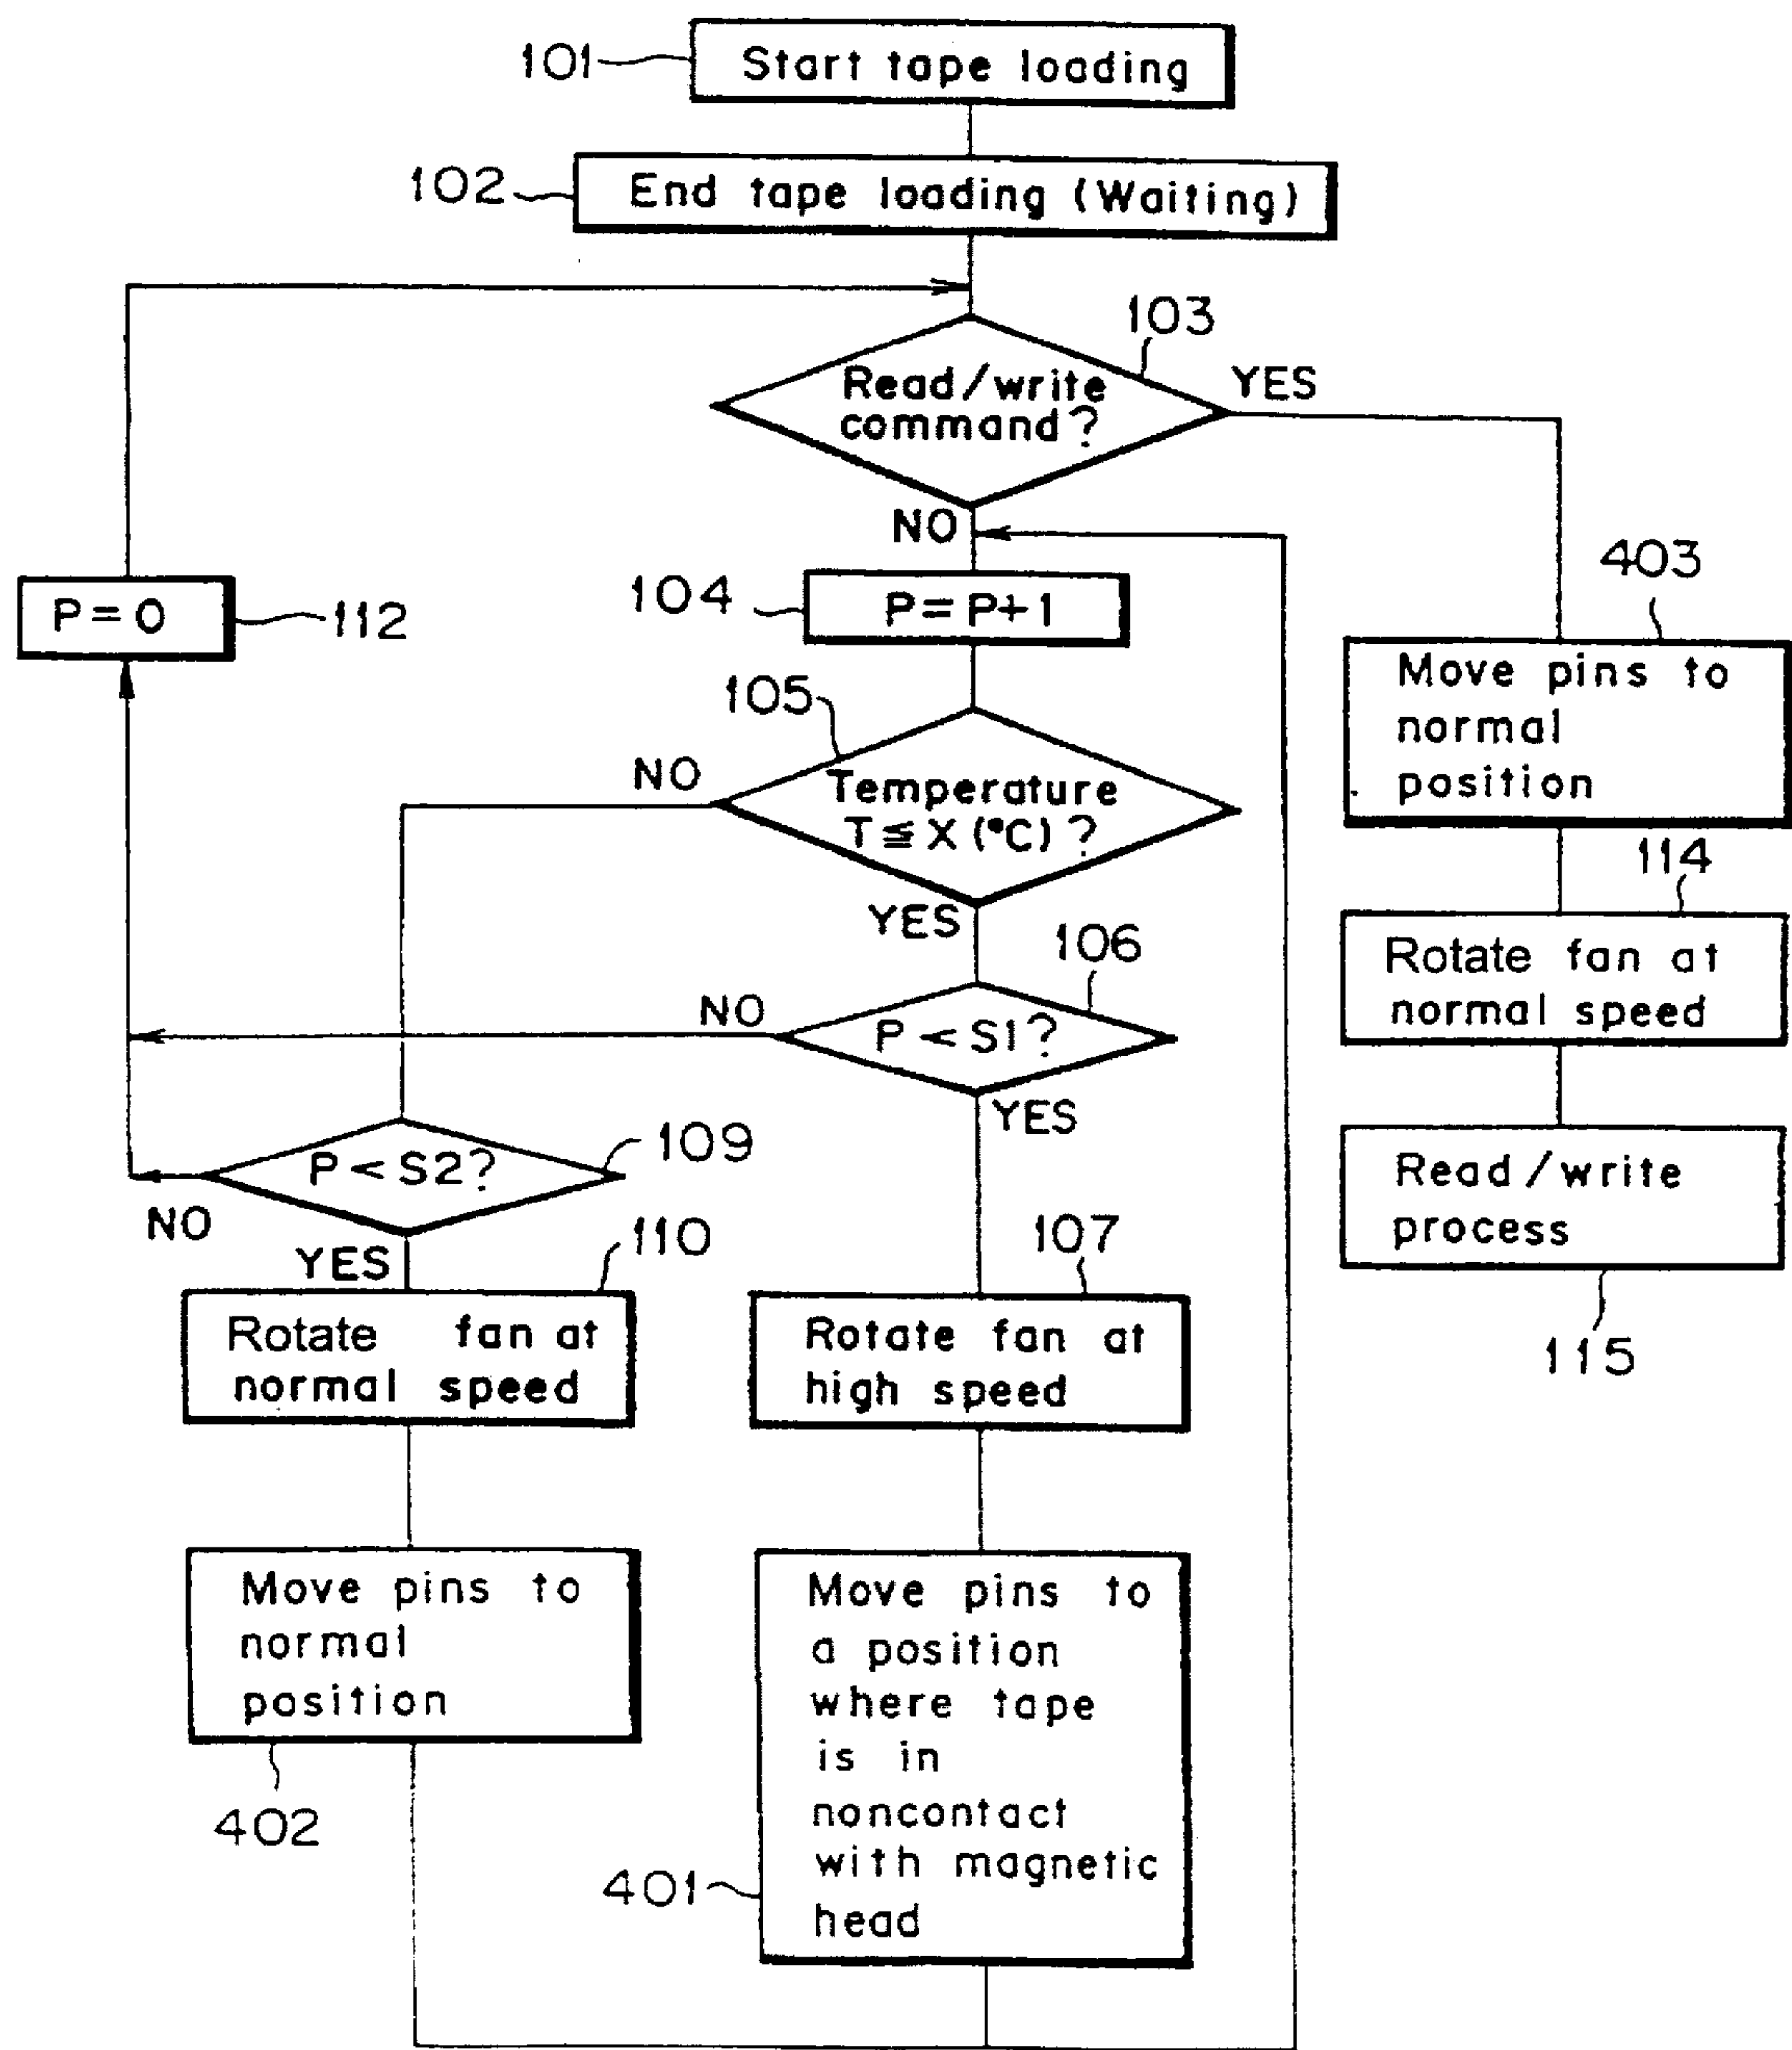 101
Start tape loading
102
End tape loading (Waiting)
103
Read/write
command?
YES
NO
403
P=0
112
104
P=P+1
Move pins to
normal
position
105
NO
Temperature
T≦X(°C)?
YES
114
Rotate fan at
normal speed
106
NO
P<S1?
YES
109
P<S2?
NO
YES
Read/write
process
115
110
Rotate fan at
normal speed
107
Rotate fan at
high speed
Move pins to
normal
position
402
Move pins to
a position
where tape
is in
noncontact
with magnetic
head
401